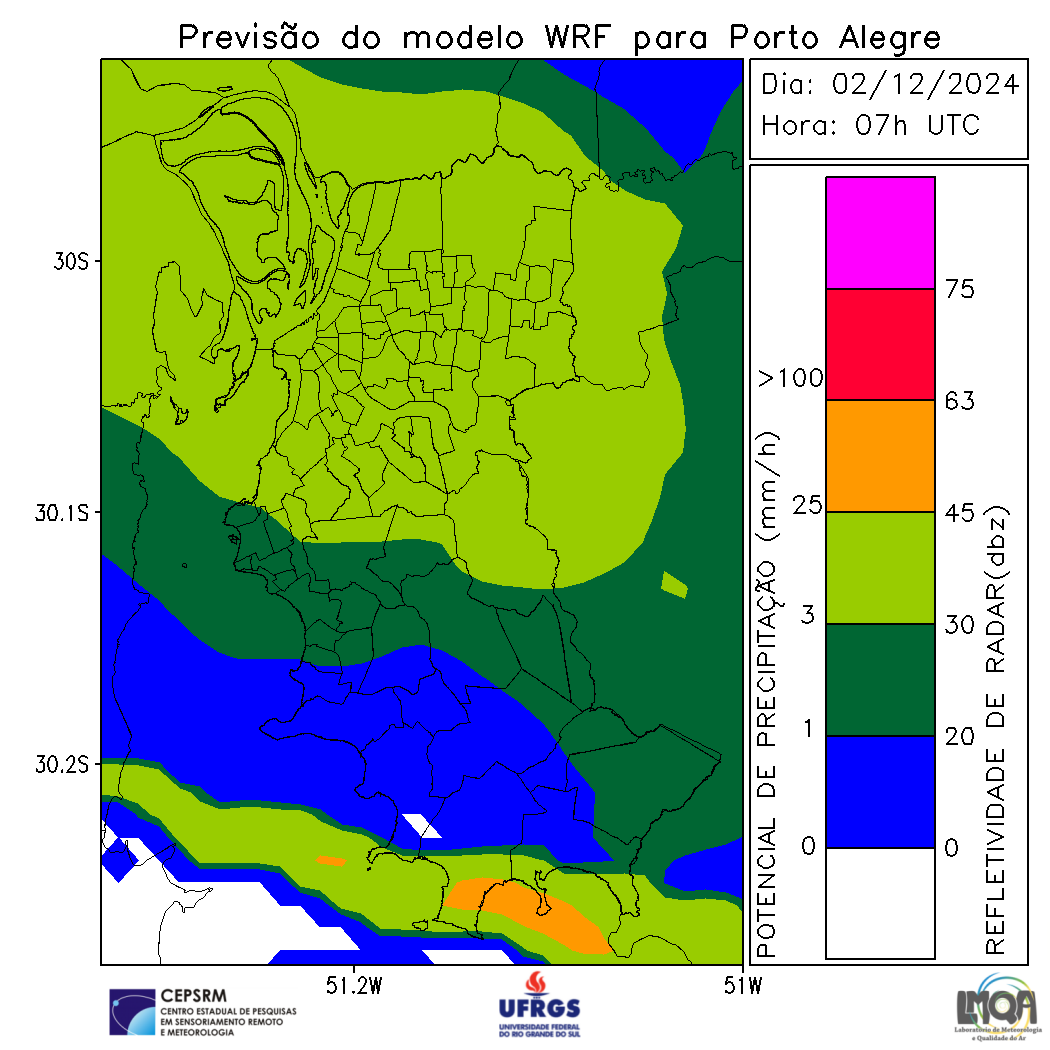 Previsão do modelo WRF para Porto Alegre
Dia: 02/12/2024
Hora: 07h UTC
30S
30.1S
30.2S
51.2W
51W
POTENCIAL DE PRECIPITAÇÃO (mm/h)
>100
25
3
1
0
75
63
45
30
20
0
REFLETIVIDADE DE RADAR(dbz)
CEPSRM
CENTRO ESTADUAL DE PESQUISAS
EM SENSORIAMENTO REMOTO
E METEOROLOGIA
UFRGS
UNIVERSIDADE FEDERAL
DO RIO GRANDE DO SUL
LMQA
Laboratório de Meteorologia
e Qualidade do Ar